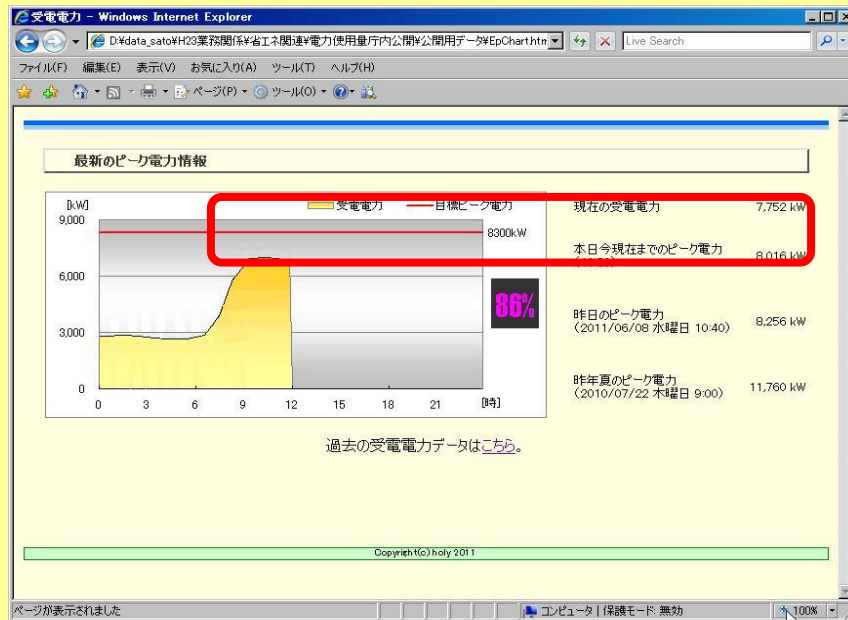 受電電力 - Windows Internet Explorer
D:¥data_sato¥H23業務関係¥省エネ関連¥電力使用量庁内公開¥公開用データ¥EpChart.htm
Live Search
ファイル(F) 編集(E) 表示(V) お気に入り(A) ツール(T) ヘルプ(H)
ページ(P) ツール(O)
最新のピーク電力情報
[kW]
受電電力 目標ピーク電力
9,000
8300kW
6,000
3,000
0
86%
0 3 6 9 12 15 18 21 [時]
現在の受電電力 7,752 kW
本日今現在までのピーク電力
8,016 kW
昨日のピーク電力
(2011/06/08 水曜日 10:40) 8,256 kW
昨年夏のピーク電力
(2010/07/22 木曜日 9:00) 11,760 kW
過去の受電電力データはこちら。
Copyright(c) holy 2011
ページが表示されました
コンピュータ | 保護モード: 無効
100%